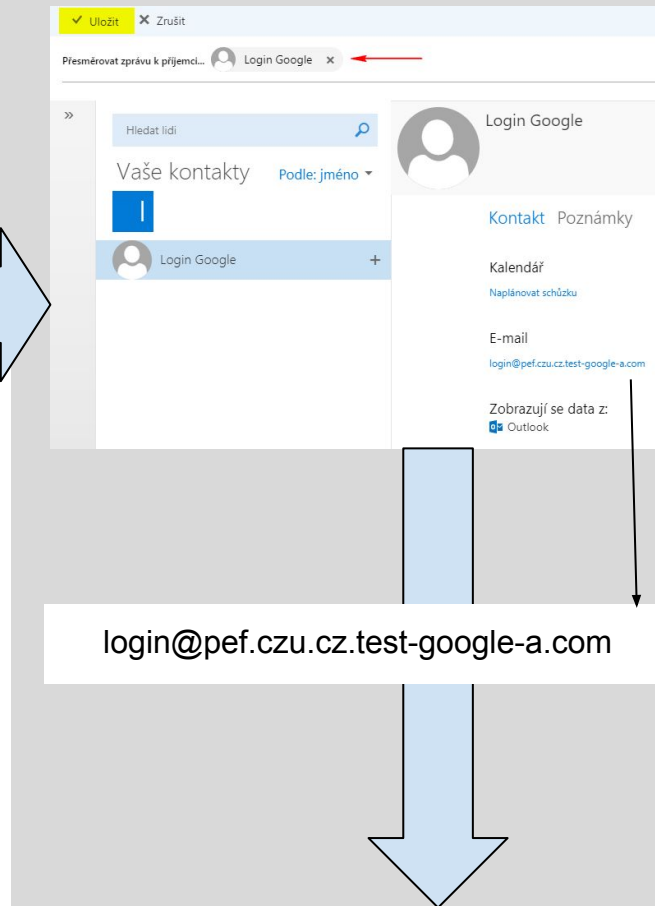 Uložit Zrušit
Přesměrovat zprávu k příjemci... Login Google x
»
Hledat lidi
Vaše kontakty Podle: jméno
l
Login Google +
Login Google
Kontakt Poznámky
Kalendář
Naplánovat schůzku
E-mail
login@pef.czu.cz.test-google-a.com
Zobrazují se data z:
Outlook
login@pef.czu.cz.test-google-a.com